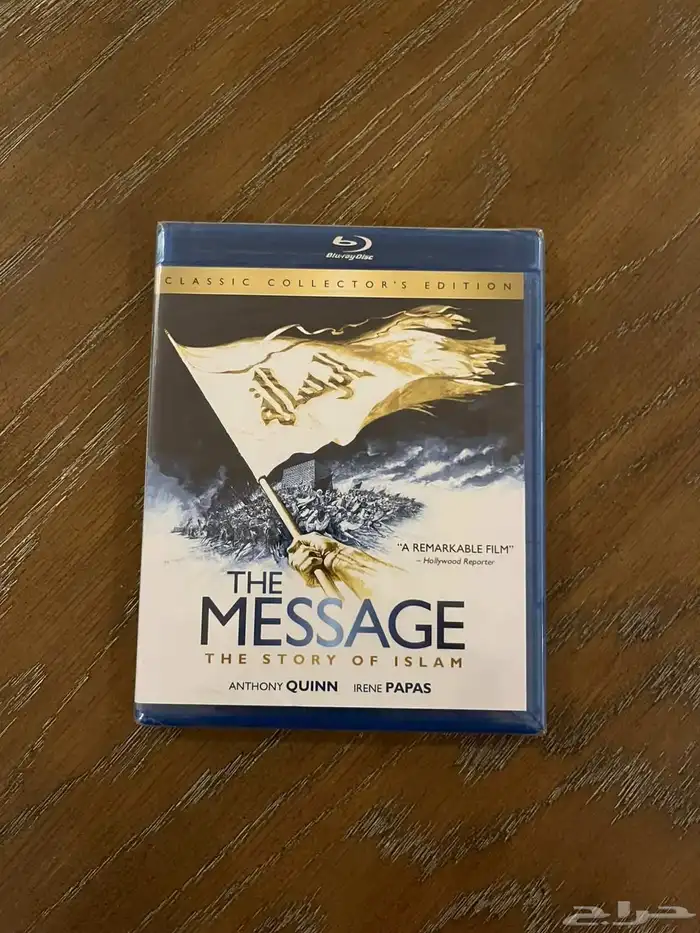 Blu-ray Disc
CLASSIC COLLECTOR'S EDITION
الرسالة
"A REMARKABLE FILM"
– Hollywood Reporter
THE
MESSAGE
THE STORY OF ISLAM
ANTHONY QUINN IRENE PAPAS
حراج